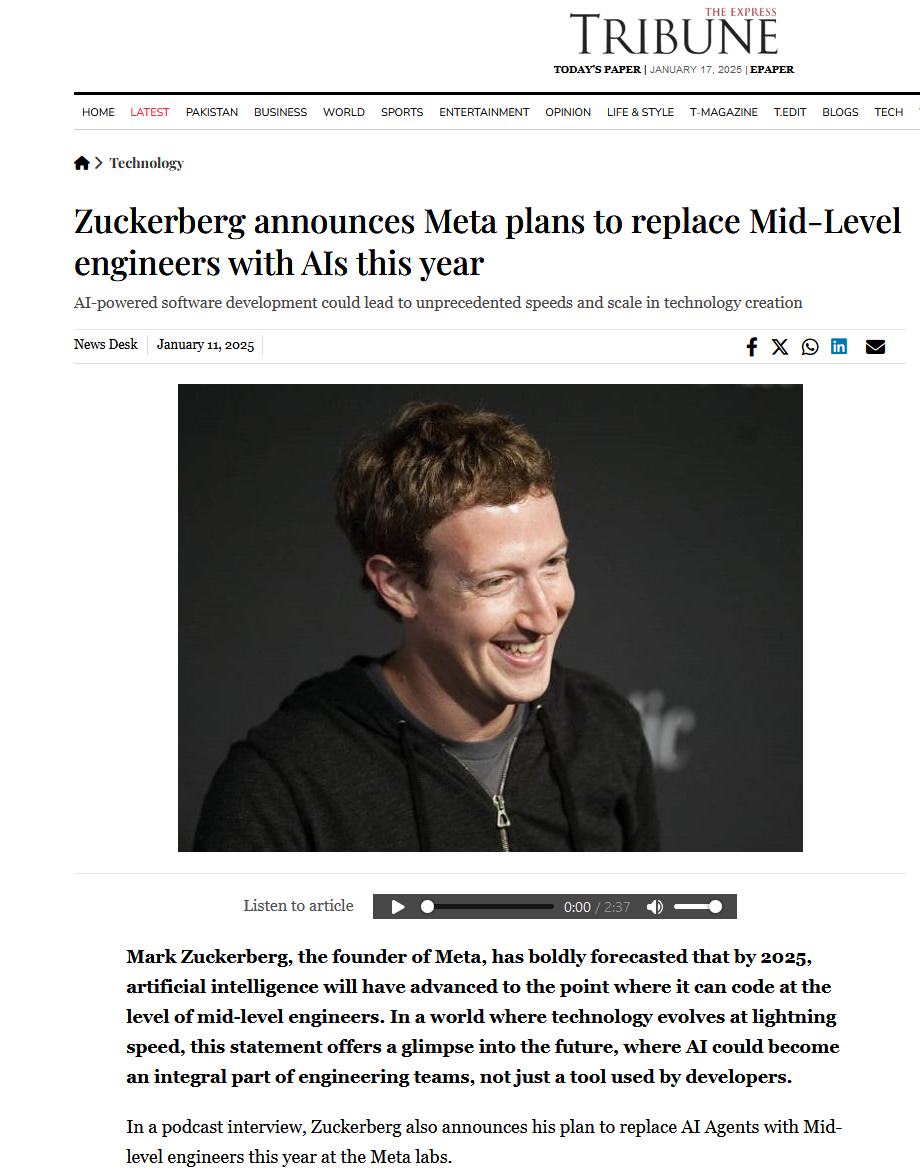 THE EXPRESS
TRIBUNE
TODAY'S PAPER | JANUARY 17, 2025 | EPAPER
HOME LATEST PAKISTAN BUSINESS WORLD SPORTS ENTERTAINMENT OPINION LIFE & STYLE T-MAGAZINE T.EDIT BLOGS TECH
Technology
Zuckerberg announces Meta plans to replace Mid-Level
engineers with AIs this year
AI-powered software development could lead to unprecedented speeds and scale in technology creation
News Desk January 11, 2025
ic
Listen to article 0:00 / 2:37
Mark Zuckerberg, the founder of Meta, has boldly forecasted that by 2025,
artificial intelligence will have advanced to the point where it can code at the
level of mid-level engineers. In a world where technology evolves at lightning
speed, this statement offers a glimpse into the future, where AI could become
an integral part of engineering teams, not just a tool used by developers.
In a podcast interview, Zuckerberg also announces his plan to replace AI Agents with Mid-
level engineers this year at the Meta labs.